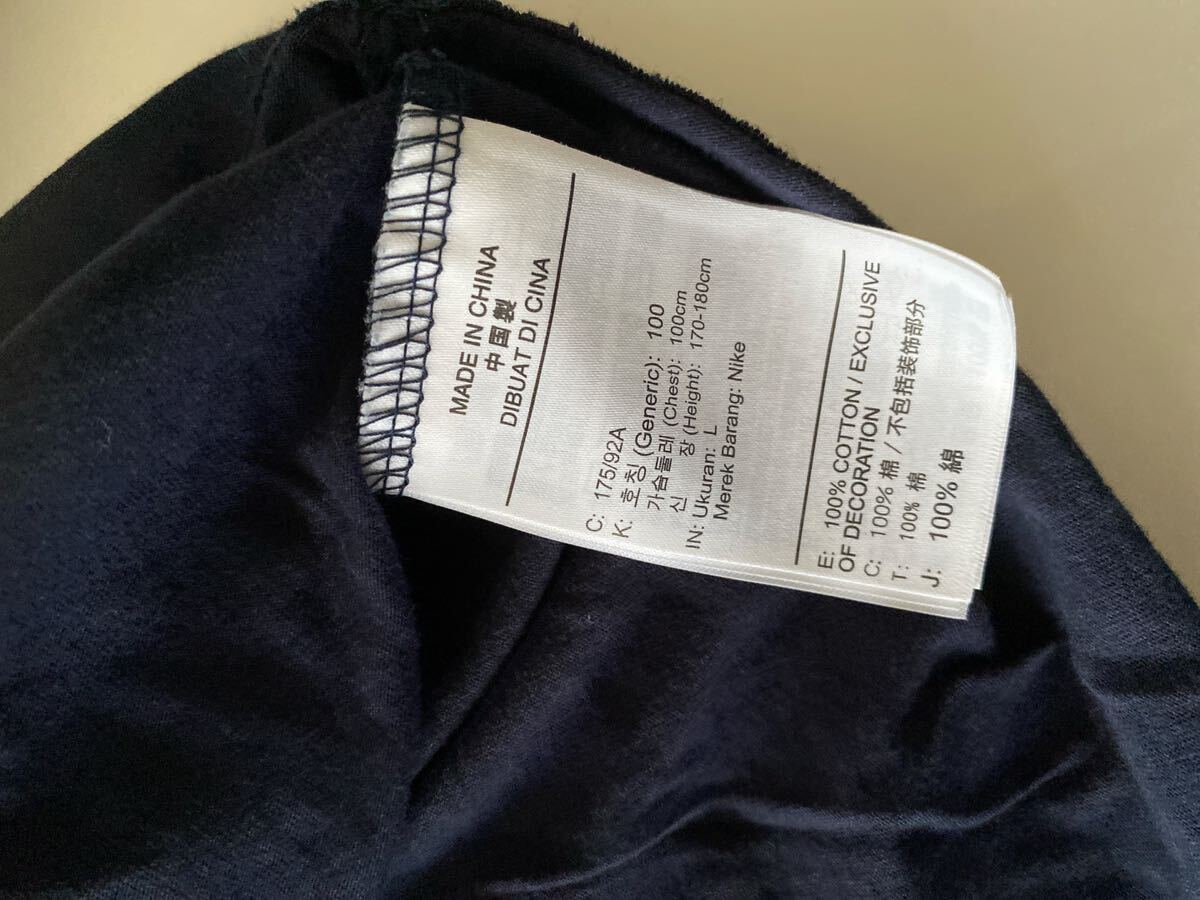 MADE IN CHINA
中国製
DIBUAT DI CINA
C: 175/92A
K: 호칭 (Generic): 100
가슴둘레 (Chest): 100cm
신 장 (Height): 170-180cm
IN: Ukuran: L
Merek Barang: Nike
E: 100% COTTON / EXCLUSIVE
OF DECORATION
C: 100% 棉 / 不包括装饰部分
T: 100% 棉
J: 100% 綿